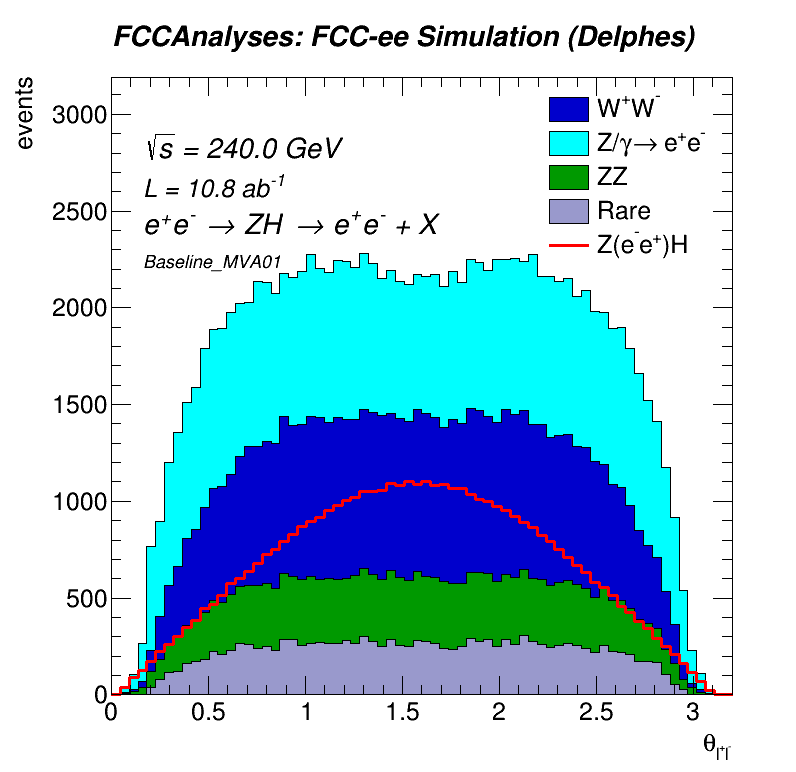 FCCAnalyses: FCC-ee Simulation (Delphes)
events
3000
2500
2000
1500
1000
500
0
√s = 240.0 GeV
L = 10.8 ab⁻¹
e⁺e⁻ → ZH → e⁺e⁻ + X
Baseline_MVA01
W⁺W⁻
Z/γ→ e⁺e⁻
ZZ
Rare
Z(e⁻e⁺)H
0 0.5 1 1.5 2 2.5 3
θ_l⁺l⁻